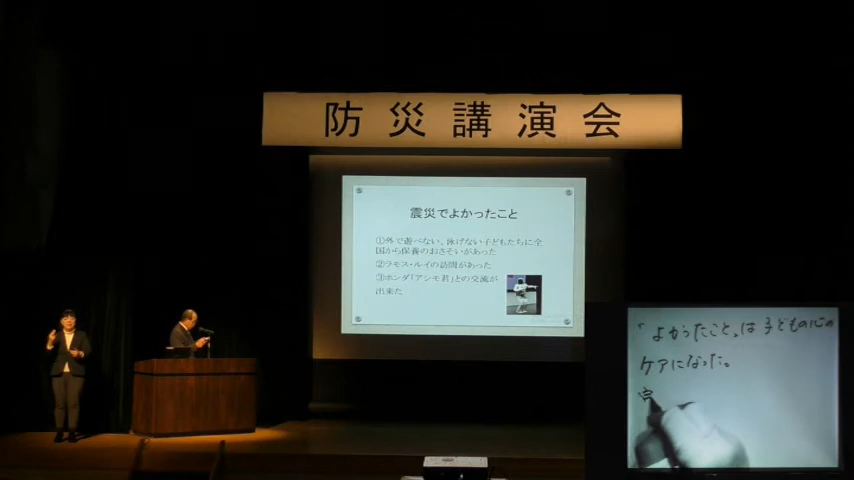 防災講演会
震災でよかったこと
①外で遊べない、泳げない子どもたちに全
国から保養のおさそいがあった
②ラモス・ルイの訪問があった
③ホンダ「アシモ君」との交流が
出来た
"よかったこと"は子どもの心の
ケアになった。